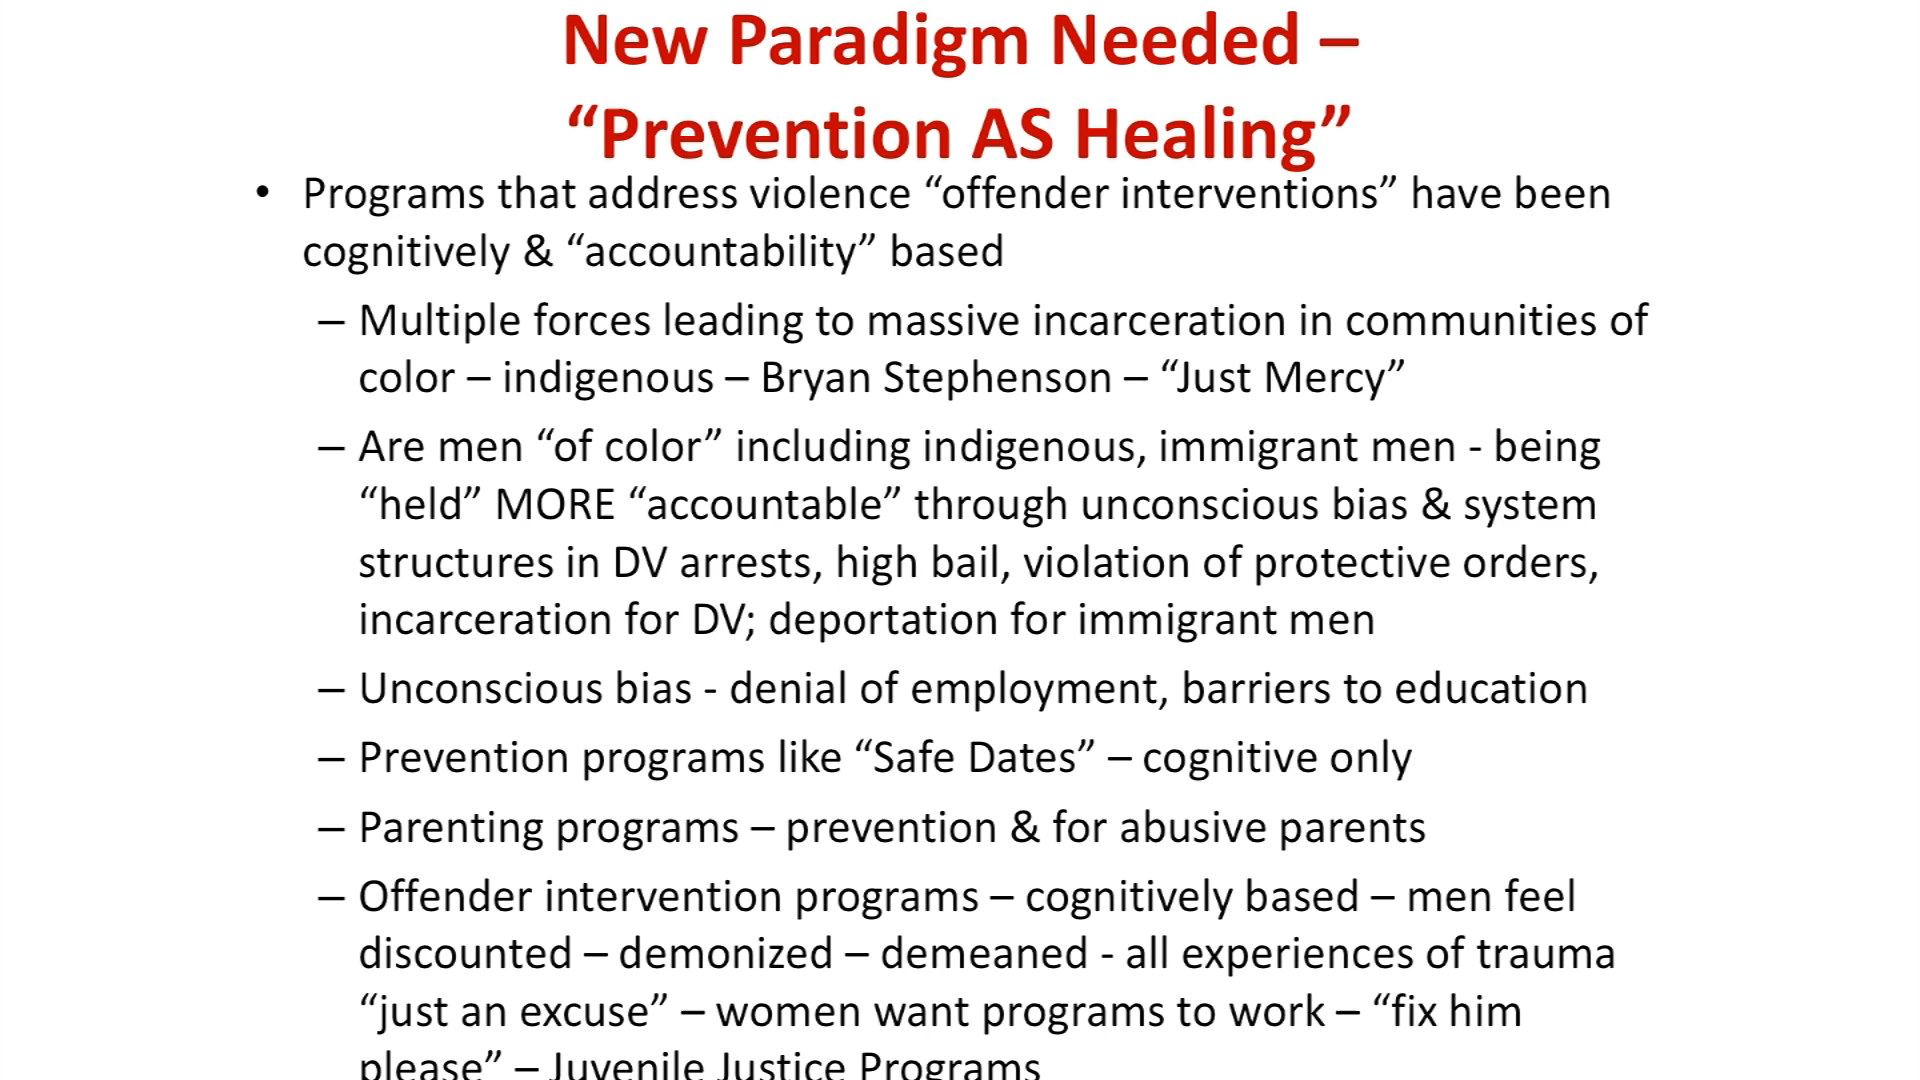 New Paradigm Needed –
“Prevention AS Healing”
• Programs that address violence “offender interventions” have been
cognitively & “accountability” based
– Multiple forces leading to massive incarceration in communities of
color – indigenous – Bryan Stephenson – “Just Mercy”
– Are men “of color” including indigenous, immigrant men - being
“held” MORE “accountable” through unconscious bias & system
structures in DV arrests, high bail, violation of protective orders,
incarceration for DV; deportation for immigrant men
– Unconscious bias - denial of employment, barriers to education
– Prevention programs like “Safe Dates” – cognitive only
– Parenting programs – prevention & for abusive parents
– Offender intervention programs – cognitively based – men feel
discounted – demonized – demeaned - all experiences of trauma
“just an excuse” – women want programs to work – “fix him
please” – Juvenile Justice Programs